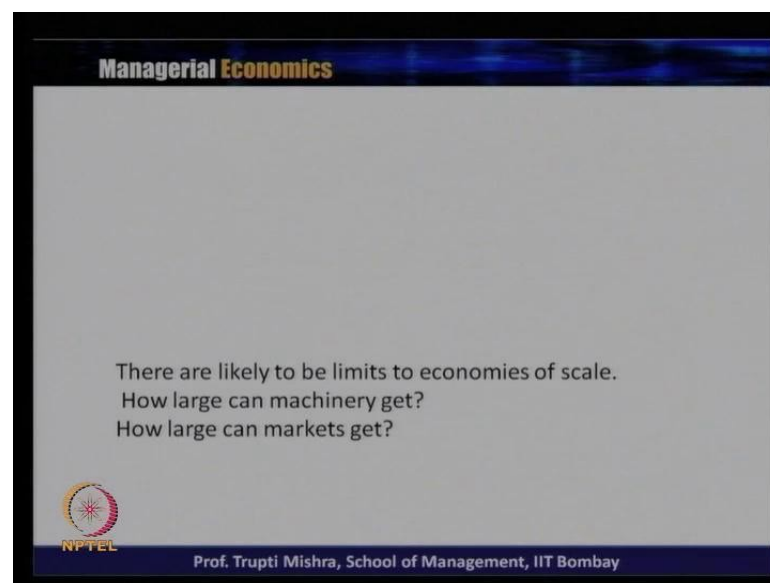 Managerial Economics
There are likely to be limits to economies of scale.
How large can machinery get?
How large can markets get?
NPTEL
Prof. Trupti Mishra, School of Management, IIT Bombay